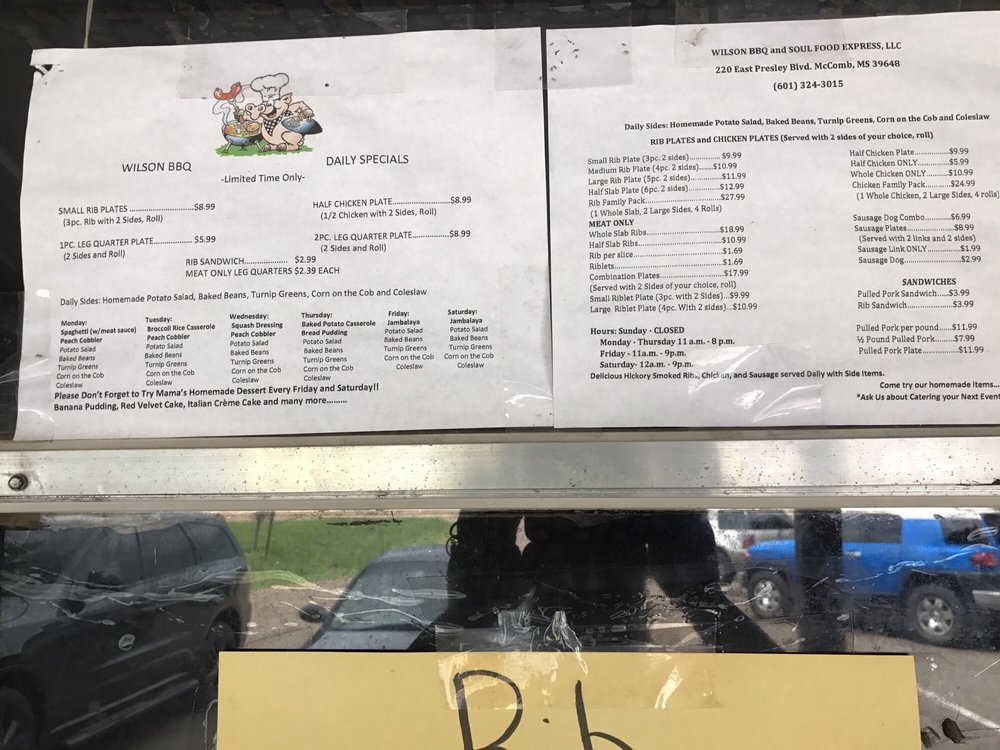 WILSON BBQ
DAILY SPECIALS
-Limited Time Only-
SMALL RIB PLATES ........................$8.99
(3pc. Rib with 2 Sides, Roll)
HALF CHICKEN PLATE......................$8.99
(1/2 Chicken with 2 Sides, Roll)
1PC. LEG QUARTER PLATE................ $5.99
(2 Sides and Roll)
2PC. LEG QUARTER PLATE..................$8.99
(2 Sides and Roll)
RIB SANDWICH................ $2.99
MEAT ONLY LEG QUARTERS $2.39 EACH
Daily Sides: Homemade Potato Salad, Baked Beans, Turnip Greens, Corn on the Cob and Coleslaw
Monday:
Spaghetti (w/meat sauce)
Peach Cobbler
Potato Salad
Baked Beans
Turnip Greens
Corn on the Cob
Coleslaw
Tuesday:
Broccoli Rice Casserole
Peach Cobbler
Potato Salad
Baked Beans
Turnip Greens
Corn on the Cob
Coleslaw
Wednesday:
Squash Dressing
Peach Cobbler
Potato Salad
Baked Beans
Turnip Greens
Corn on the Cob
Coleslaw
Thursday:
Baked Potato Casserole
Bread Pudding
Potato Salad
Baked Beans
Turnip Greens
Corn on the Cob
Coleslaw
Friday:
Jambalaya
Potato Salad
Baked Beans
Turnip Greens
Corn on the Cob
Coleslaw
Saturday:
Jambalaya
Potato Salad
Baked Beans
Turnip Greens
Corn on the Cob
Coleslaw
Please Don't Forget to Try Mama's Homemade Dessert Every Friday and Saturday!!
Banana Pudding, Red Velvet Cake, Italian Crème Cake and many more.........
WILSON BBQ and SOUL FOOD EXPRESS, LLC
220 East Presley Blvd. McComb, MS 39648
(601) 324-3015
Daily Sides: Homemade Potato Salad, Baked Beans, Turnip Greens, Corn on the Cob and Coleslaw
RIB PLATES and CHICKEN PLATES (Served with 2 sides of your choice, roll)
Small Rib Plate (3pc. 2 sides)............$9.99
Medium Rib Plate (4pc. 2 sides)........$10.99
Large Rib Plate (5pc. 2 sides)............$11.99
Half Slab Plate (6pc. 2 sides).............$12.99
Rib Family Pack..............................$27.99
(1 Whole Slab, 2 Large Sides, 4 Rolls)
MEAT ONLY
Whole Slab Ribs..............................$18.99
Half Slab Ribs................................$10.99
Rib per slice...................................$1.69
Riblets..........................................$1.69
Combination Plates.........................$17.99
(Served with 2 Sides of your choice, roll)
Small Riblet Plate (3pc. with 2 Sides)...$9.99
Large Riblet Plate (4pc. With 2 sides)...$10.99
Hours: Sunday - CLOSED
Monday - Thursday 11 a.m. - 8 p.m.
Friday - 11a.m. - 9p.m.
Saturday- 12a.m. - 9p.m.
Half Chicken Plate..............$9.99
Half Chicken ONLY..............$5.99
Whole Chicken ONLY..........$10.99
Chicken Family Pack............$24.99
(1 Whole Chicken, 2 Large Sides, 4 rolls)
Sausage Dog Combo...........$6.99
Sausage Plates....................$8.99
(Served with 2 links and 2 sides)
Sausage Link ONLY..............$1.99
Sausage Dog......................$2.99
SANDWICHES
Pulled Pork Sandwich.....$3.99
Rib Sandwich.................$3.99
Pulled Pork per pound.....$11.99
½ Pound Pulled Pork.......$7.99
Pulled Pork Plate............$11.99
Delicious Hickory Smoked Ribs, Chicken, and Sausage served Daily with Side Items.
Come try our homemade items...
*Ask Us about Catering your Next Event
Rib